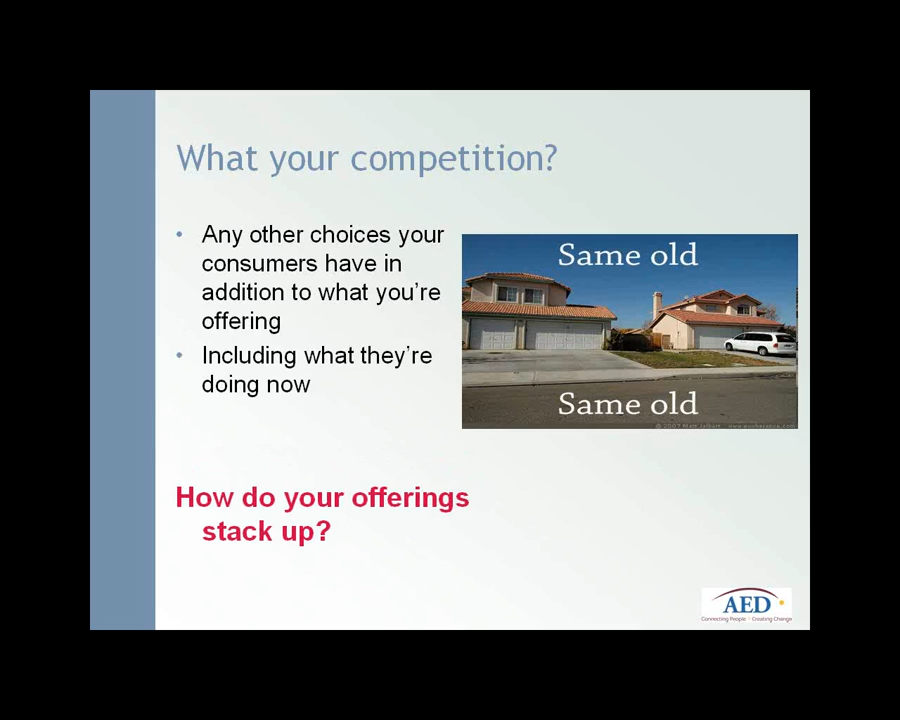 What your competition?
• Any other choices your
consumers have in
addition to what you’re
offering
• Including what they’re
doing now
Same old
Same old
How do your offerings
stack up?
AED
Connecting People Creating Change